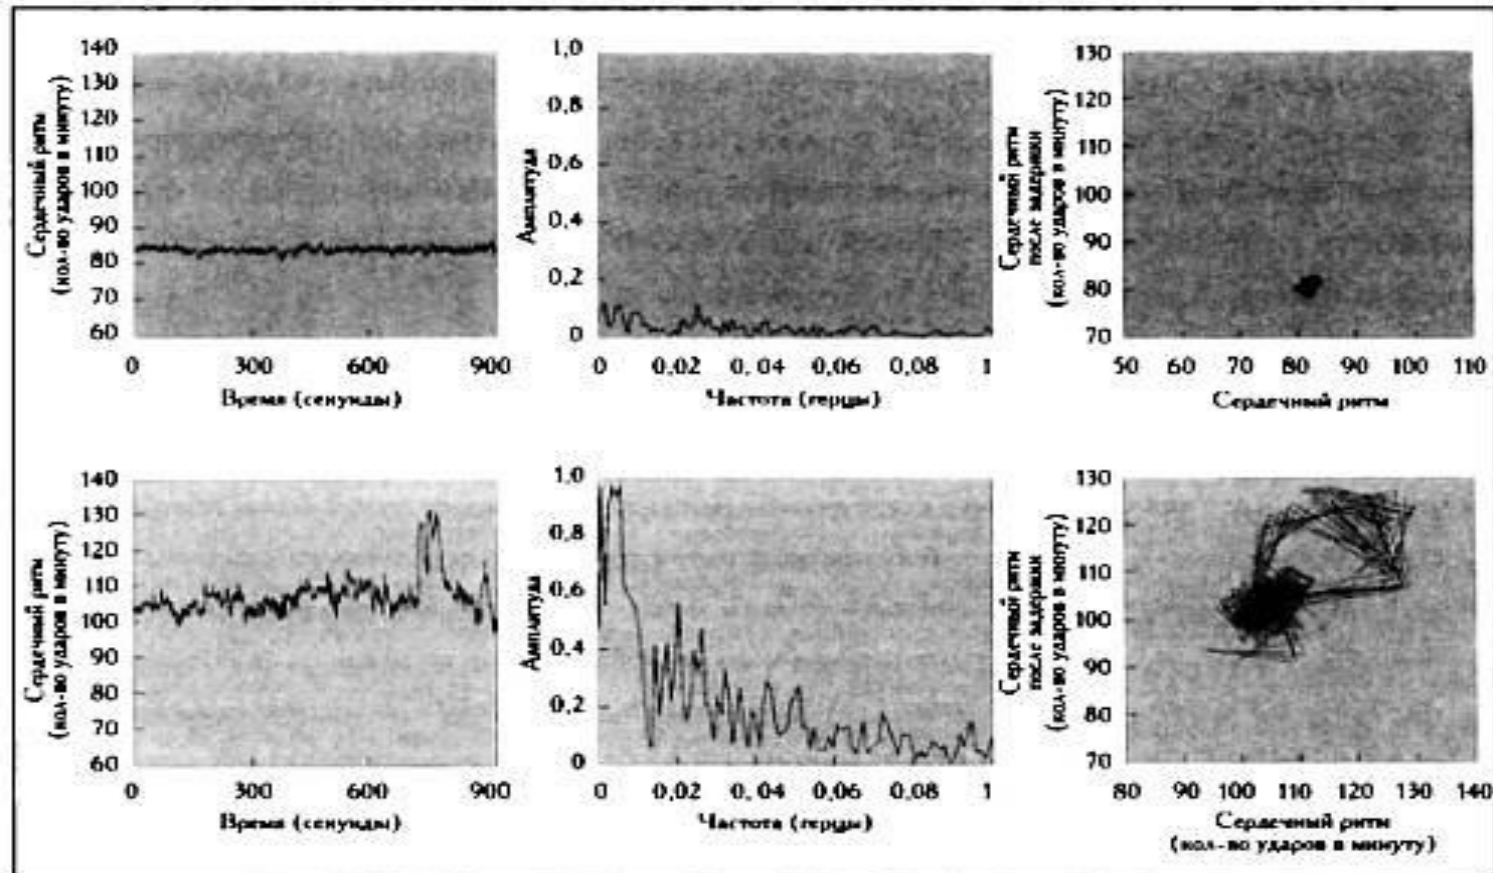 140
130
120
110
100
90
80
70
60
Сердечный ритм
(кол-во ударов в минуту)
0 300 600 900
Время (секунды)
1,0
0,8
0,6
0,4
0,2
0
Амплитуда
0 0,02 0,04 0,06 0,08 1
Частота (герцы)
130
120
110
100
90
80
70
Сердечный ритм
после задержки
(кол-во ударов в минуту)
50 60 70 80 90 100 110
Сердечный ритм
140
130
120
110
100
90
80
70
60
Сердечный ритм
(кол-во ударов в минуту)
0 300 600 900
Время (секунды)
1,0
0,8
0,6
0,4
0,2
0
Амплитуда
0 0,02 0,04 0,06 0,08 1
Частота (герцы)
130
120
110
100
90
80
70
Сердечный ритм
после задержки
(кол-во ударов в минуту)
80 90 100 110 120 130 140
Сердечный ритм
(кол-во ударов в минуту)